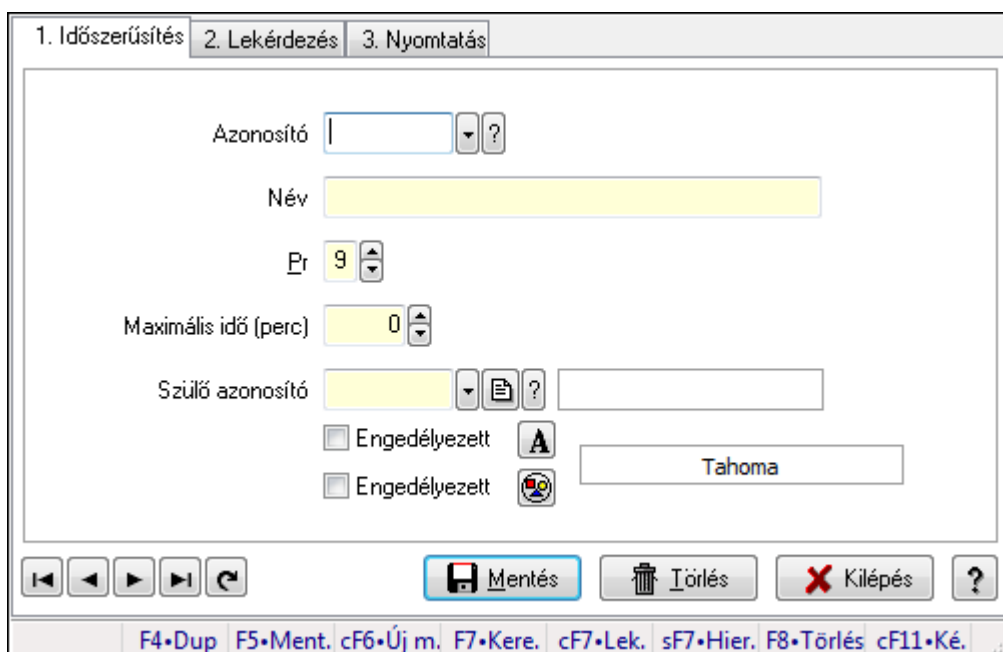 1. Időszerűsítés 2. Lekérdezés 3. Nyomtatás
Azonosító ?
Név
Pr 9
Maximális idő (perc) 0
Szülő azonosító ?
Engedélyezett A
Tahoma
Engedélyezett
Mentés Törlés Kilépés ?
F4•Dup F5•Ment. cF6•Új m. F7•Kere. cF7•Lek. sF7•Hier. F8•Törlés cF11•Ké.